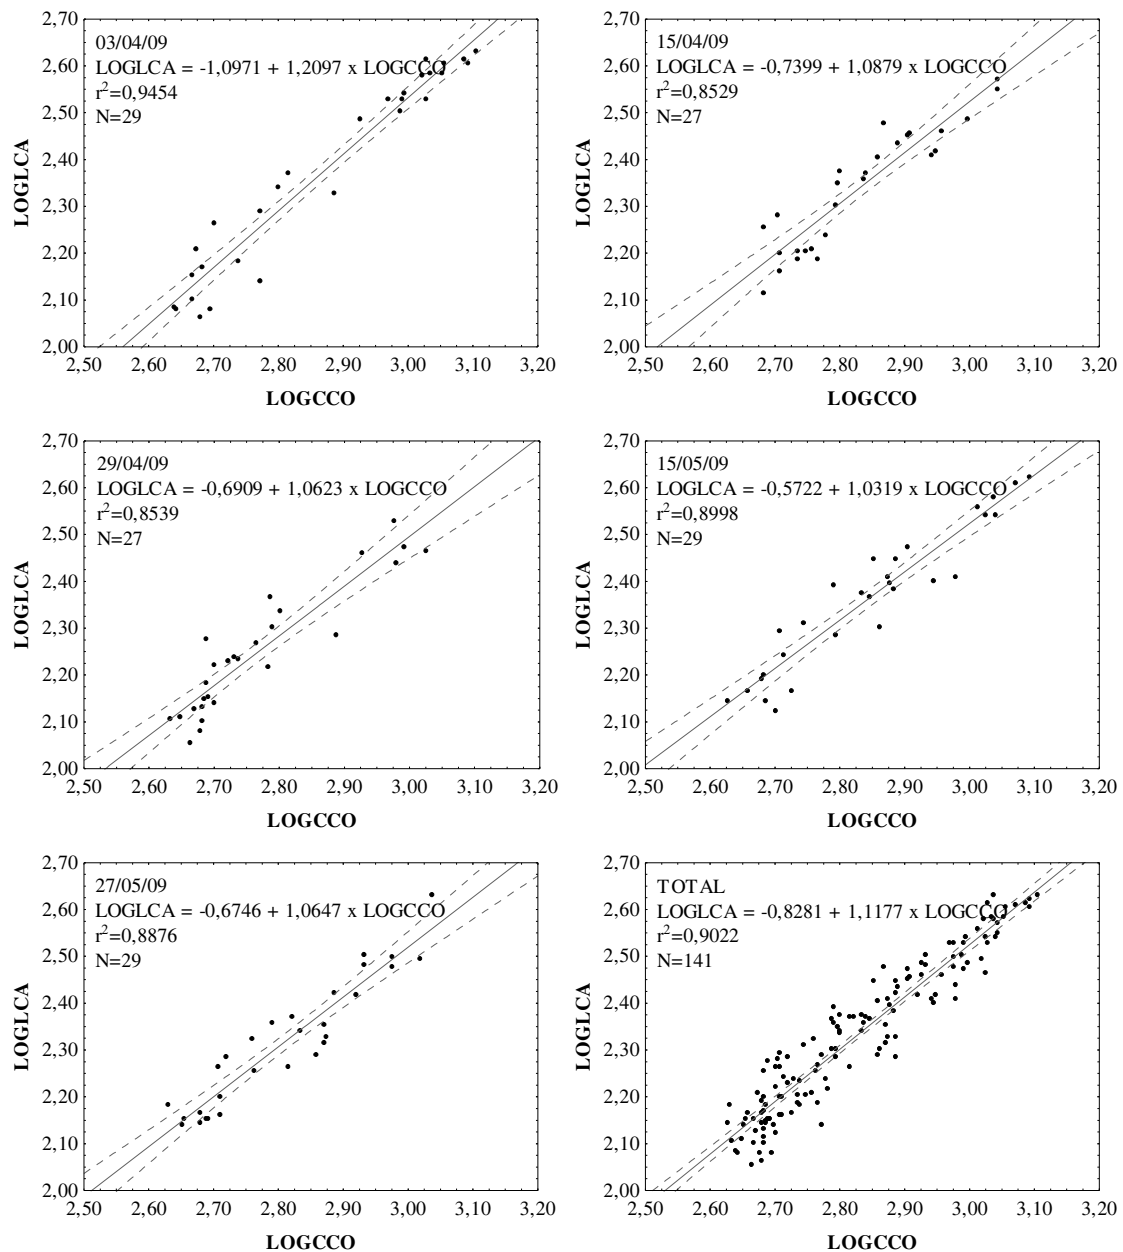 03/04/09
LOGLCA = -1,0971 + 1,2097 x LOGCCO
r²=0,9454
N=29
2,70
2,60
2,50
2,40
2,30
2,20
2,10
2,00
LOGLCA
2,50 2,60 2,70 2,80 2,90 3,00 3,10 3,20
LOGCCO
15/04/09
LOGLCA = -0,7399 + 1,0879 x LOGCCO
r²=0,8529
N=27
2,70
2,60
2,50
2,40
2,30
2,20
2,10
2,00
LOGLCA
2,50 2,60 2,70 2,80 2,90 3,00 3,10 3,20
LOGCCO
29/04/09
LOGLCA = -0,6909 + 1,0623 x LOGCCO
r²=0,8539
N=27
2,70
2,60
2,50
2,40
2,30
2,20
2,10
2,00
LOGLCA
2,50 2,60 2,70 2,80 2,90 3,00 3,10 3,20
LOGCCO
15/05/09
LOGLCA = -0,5722 + 1,0319 x LOGCCO
r²=0,8998
N=29
2,70
2,60
2,50
2,40
2,30
2,20
2,10
2,00
LOGLCA
2,50 2,60 2,70 2,80 2,90 3,00 3,10 3,20
LOGCCO
27/05/09
LOGLCA = -0,6746 + 1,0647 x LOGCCO
r²=0,8876
N=29
2,70
2,60
2,50
2,40
2,30
2,20
2,10
2,00
LOGLCA
2,50 2,60 2,70 2,80 2,90 3,00 3,10 3,20
LOGCCO
TOTAL
LOGLCA = -0,8281 + 1,1177 x LOGCCO
r²=0,9022
N=141
2,70
2,60
2,50
2,40
2,30
2,20
2,10
2,00
LOGLCA
2,50 2,60 2,70 2,80 2,90 3,00 3,10 3,20
LOGCCO